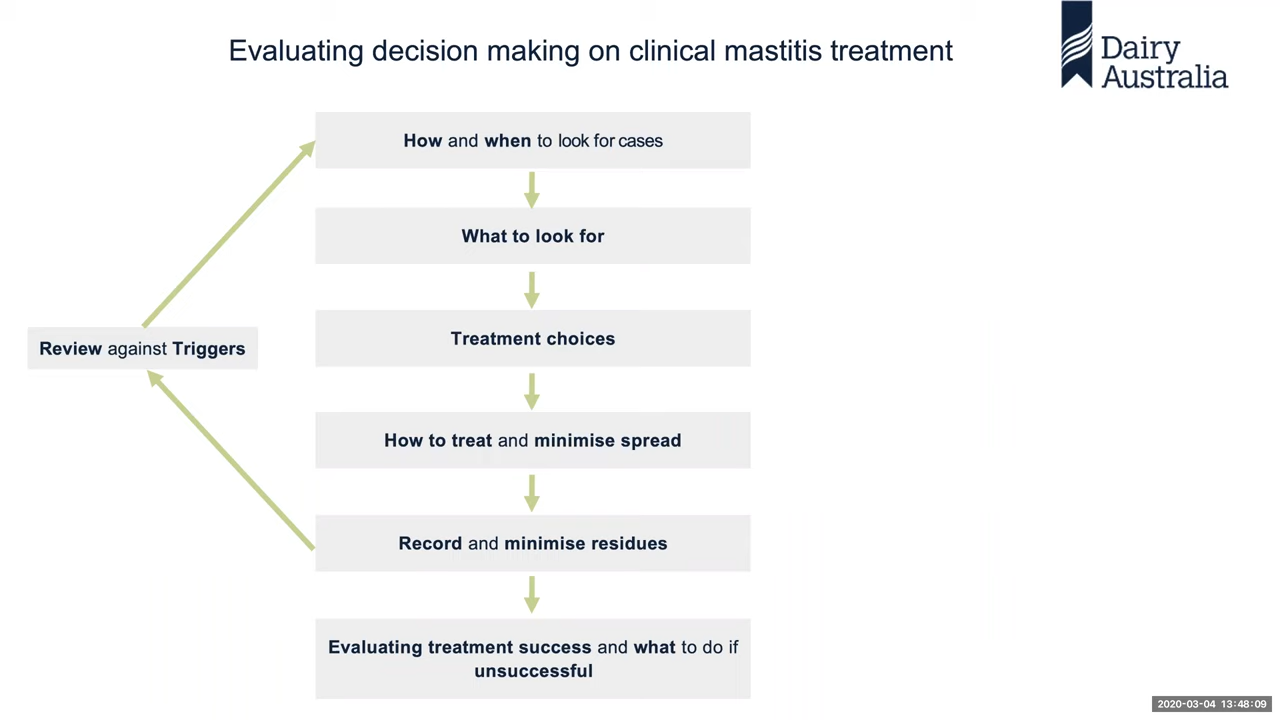 Evaluating decision making on clinical mastitis treatment
Dairy
Australia
How and when to look for cases
What to look for
Treatment choices
Review against Triggers
How to treat and minimise spread
Record and minimise residues
Evaluating treatment success and what to do if
unsuccessful
2020-03-04 13:48:09